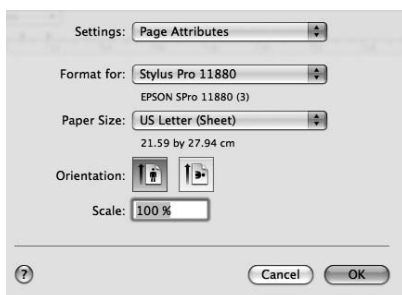 Settings: Page Attributes
Format for: Stylus Pro 11880
EPSON SPro 11880 (3)
Paper Size: US Letter (Sheet)
21.59 by 27.94 cm
Orientation:
Scale: 100 %
? Cancel OK